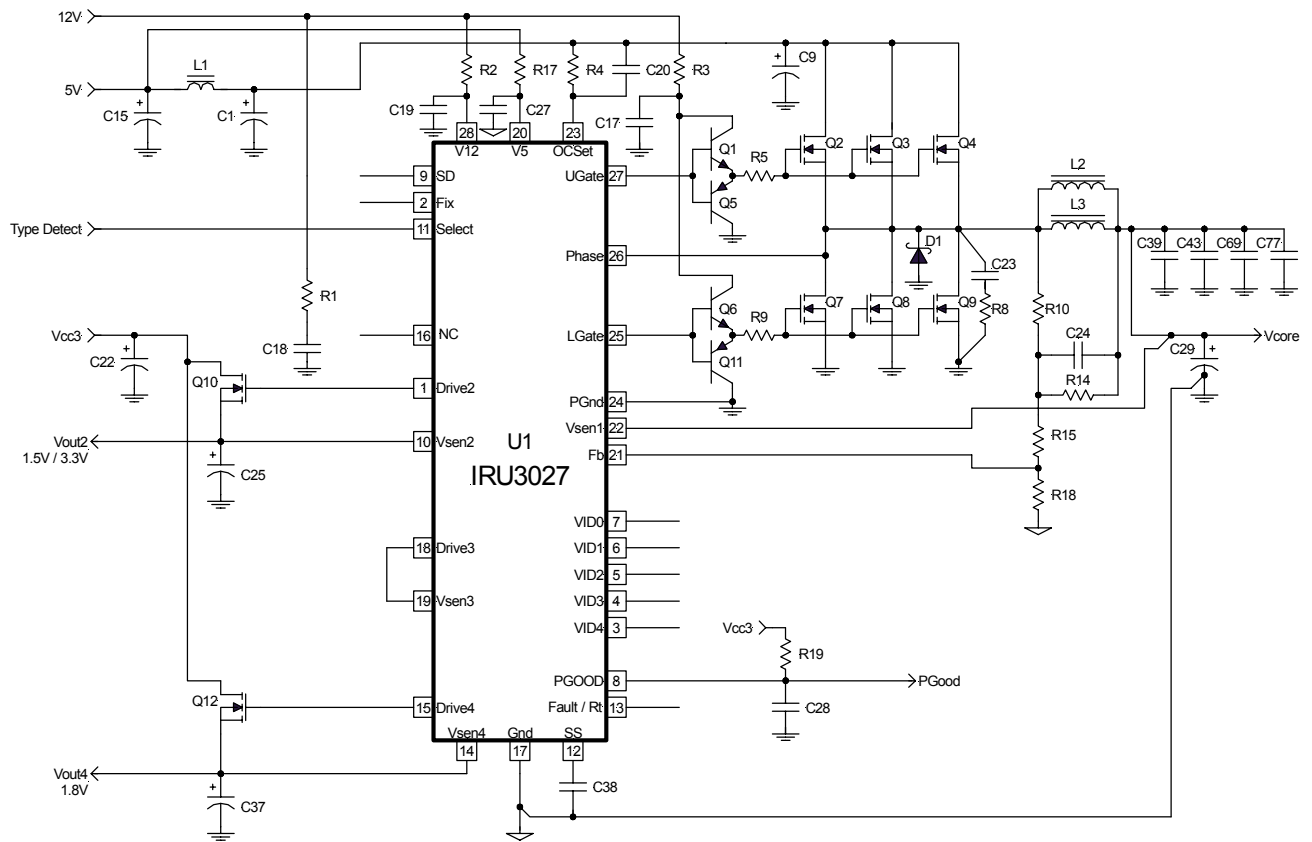 12V
5V
L1
C15
C1
R2
R17
R4
C20
R3
C9
C19
C27
C17
28
20
23
V12
V5
OCSet
Q1
Q2
Q3
Q4
R5
Q5
9
SD
UGate
27
2
Fix
Type Detect
11
Select
L2
L3
C39
C43
C69
C77
Phase
26
D1
C23
R1
Q6
Q7
Q8
Q9
R8
R10
Vcc3
16
NC
LGate
25
R9
C24
C29
Vcore
C22
C18
Q10
Q11
R14
1
Drive2
PGnd
24
Vsen1
22
Vout2
1.5V / 3.3V
10
Vsen2
U1
IRU3027
Fb
21
R15
C25
R18
VID0
7
18
Drive3
VID1
6
VID2
5
19
Vsen3
VID3
4
VID4
3
Vcc3
R19
PGOOD
8
PGood
Q12
15
Drive4
Fault / Rt
13
C28
Vsen4
Gnd
SS
14
17
12
Vout4
1.8V
C38
C37